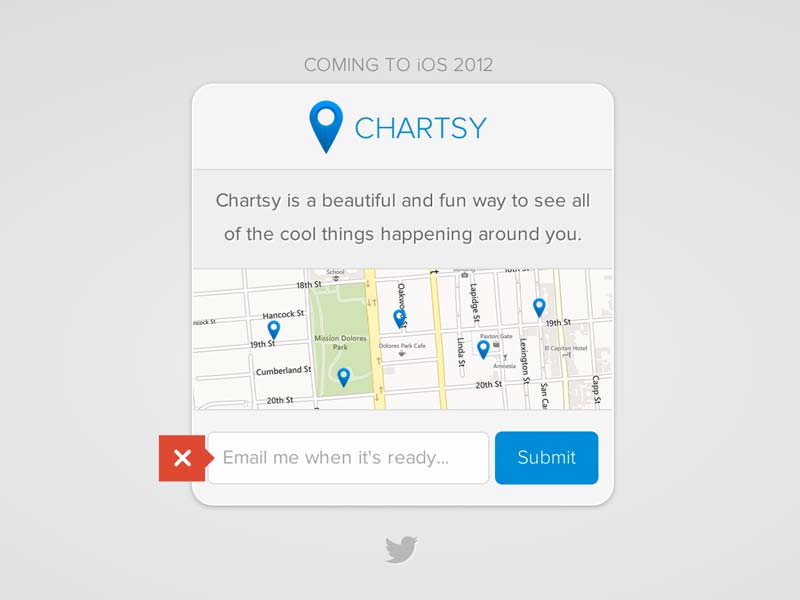 COMING TO iOS 2012
CHARTSY
Chartsy is a beautiful and fun way to see all
of the cool things happening around you.
School
18th St
18th St
Oakwood St
Lapidge St
Hancock St
ncock St
19th St
19th St
Mission Dolores
Park
Dolores Park Cafe
Paxton Gate
Linda St
Lexington St
El Capitan Hotel
Amnesia
Cumberland St
20th St
20th St
San Ca
Capp St
Email me when it's ready...
Submit